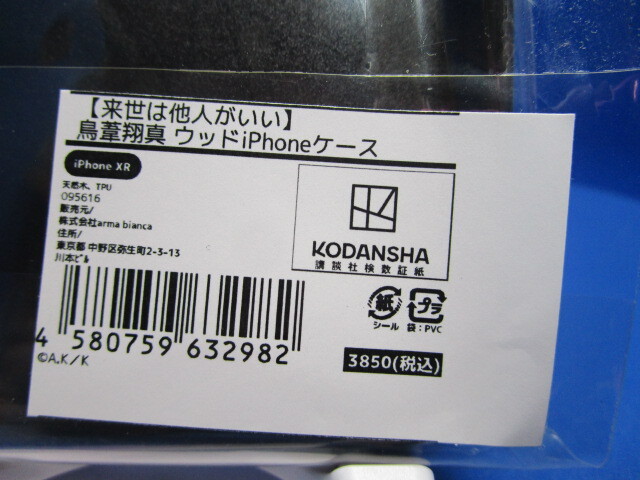 【来世は他人がいい】
鳥葦翔真 ウッドiPhoneケース
iPhone XR
天然木、TPU
095616
販売元/
株式会社arma bianca
住所/
東京都 中野区弥生町2-3-13
川本ビル
KODANSHA
講談社検数証紙
紙
シール
プラ
袋:PVC
4 580759 632982
3850(税込)
©A.K/K